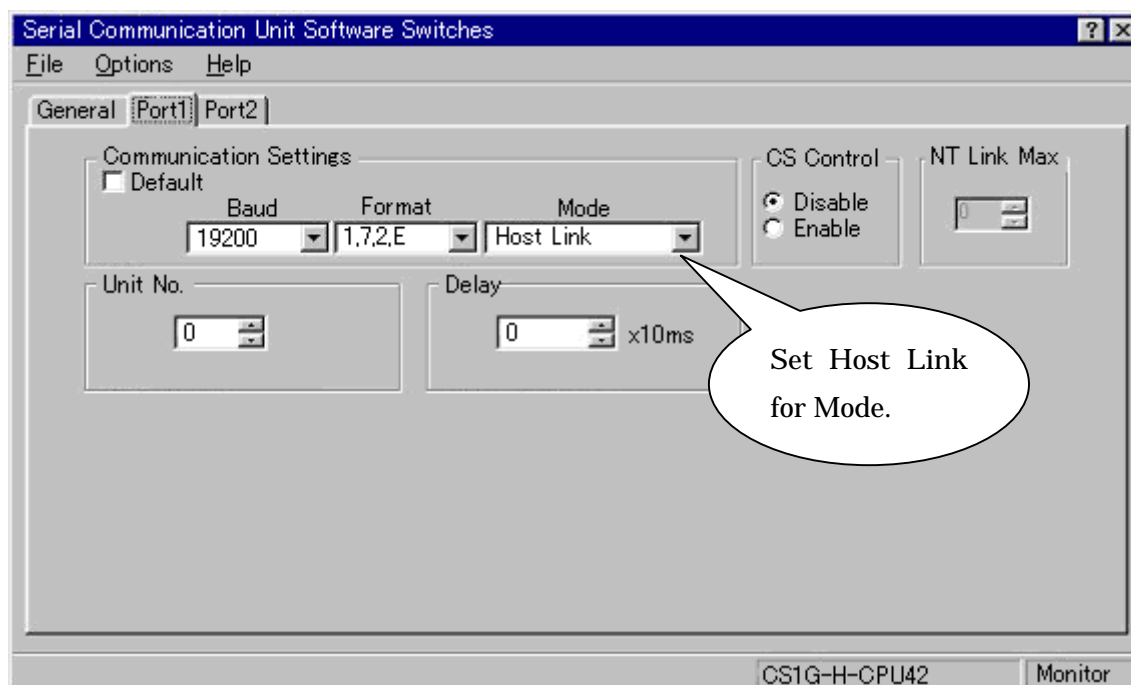 Serial Communication Unit Software Switches
File Options Help
General Port1 Port2
Communication Settings
Default
Baud Format Mode
19200 1,7,2,E Host Link
CS Control
Disable
Enable
NT Link Max
0
Unit No.
0
Delay
0 x10ms
Set Host Link
for Mode.
CS1G-H-CPU42 Monitor